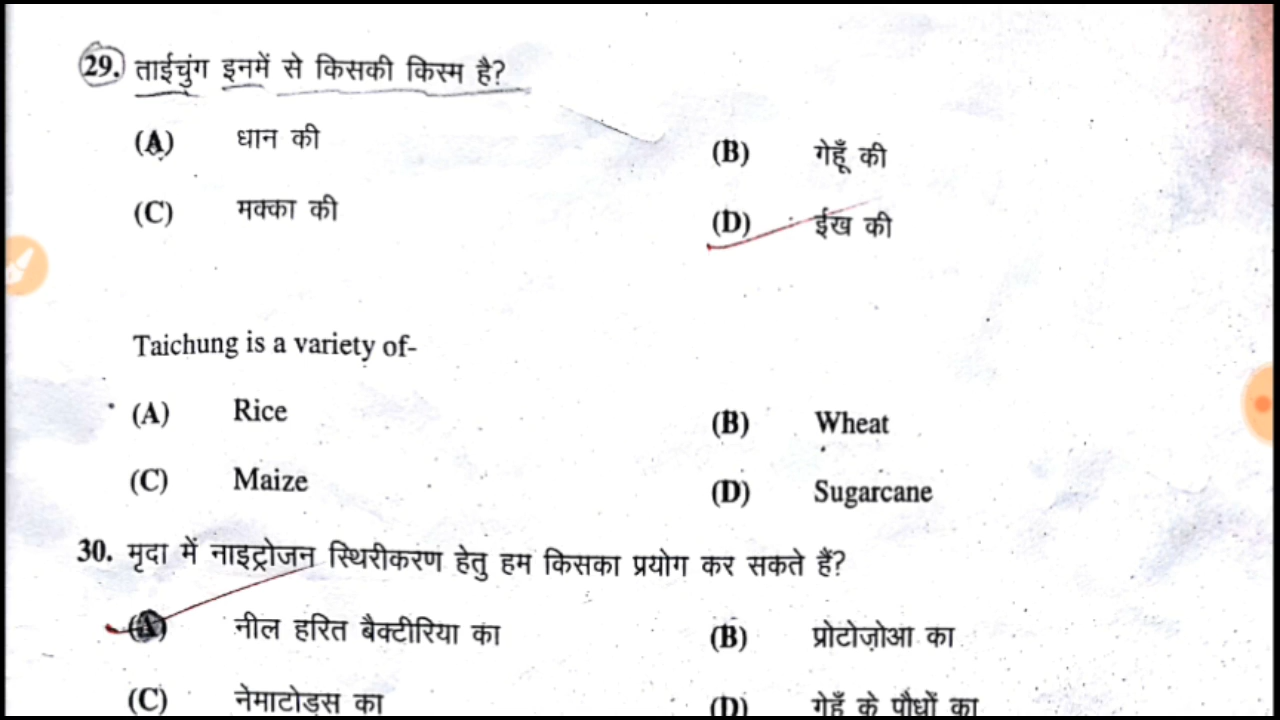 29. ताईचुंग इनमें से किसकी किस्म है?
(A) धान की (B) गेहूँ की
(C) मक्का की (D) ईख की
Taichung is a variety of-
(A) Rice (B) Wheat
(C) Maize (D) Sugarcane
30. मृदा में नाइट्रोजन स्थिरीकरण हेतु हम किसका प्रयोग कर सकते हैं?
(A) नील हरित बैक्टीरिया का (B) प्रोटोज़ोआ का
(C) नेमाटोड्स का (D) गेहूँ के पौधों का